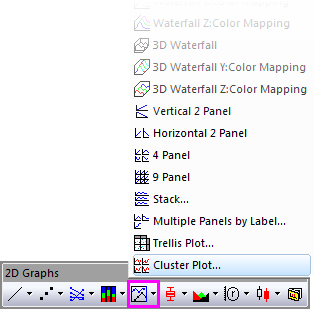 Waterfall Z:Color Mapping
3D Waterfall
3D Waterfall Y:Color Mapping
3D Waterfall Z:Color Mapping
Vertical 2 Panel
Horizontal 2 Panel
4 Panel
9 Panel
Stack...
Multiple Panels by Label...
Trellis Plot...
Cluster Plot...
2D Graphs